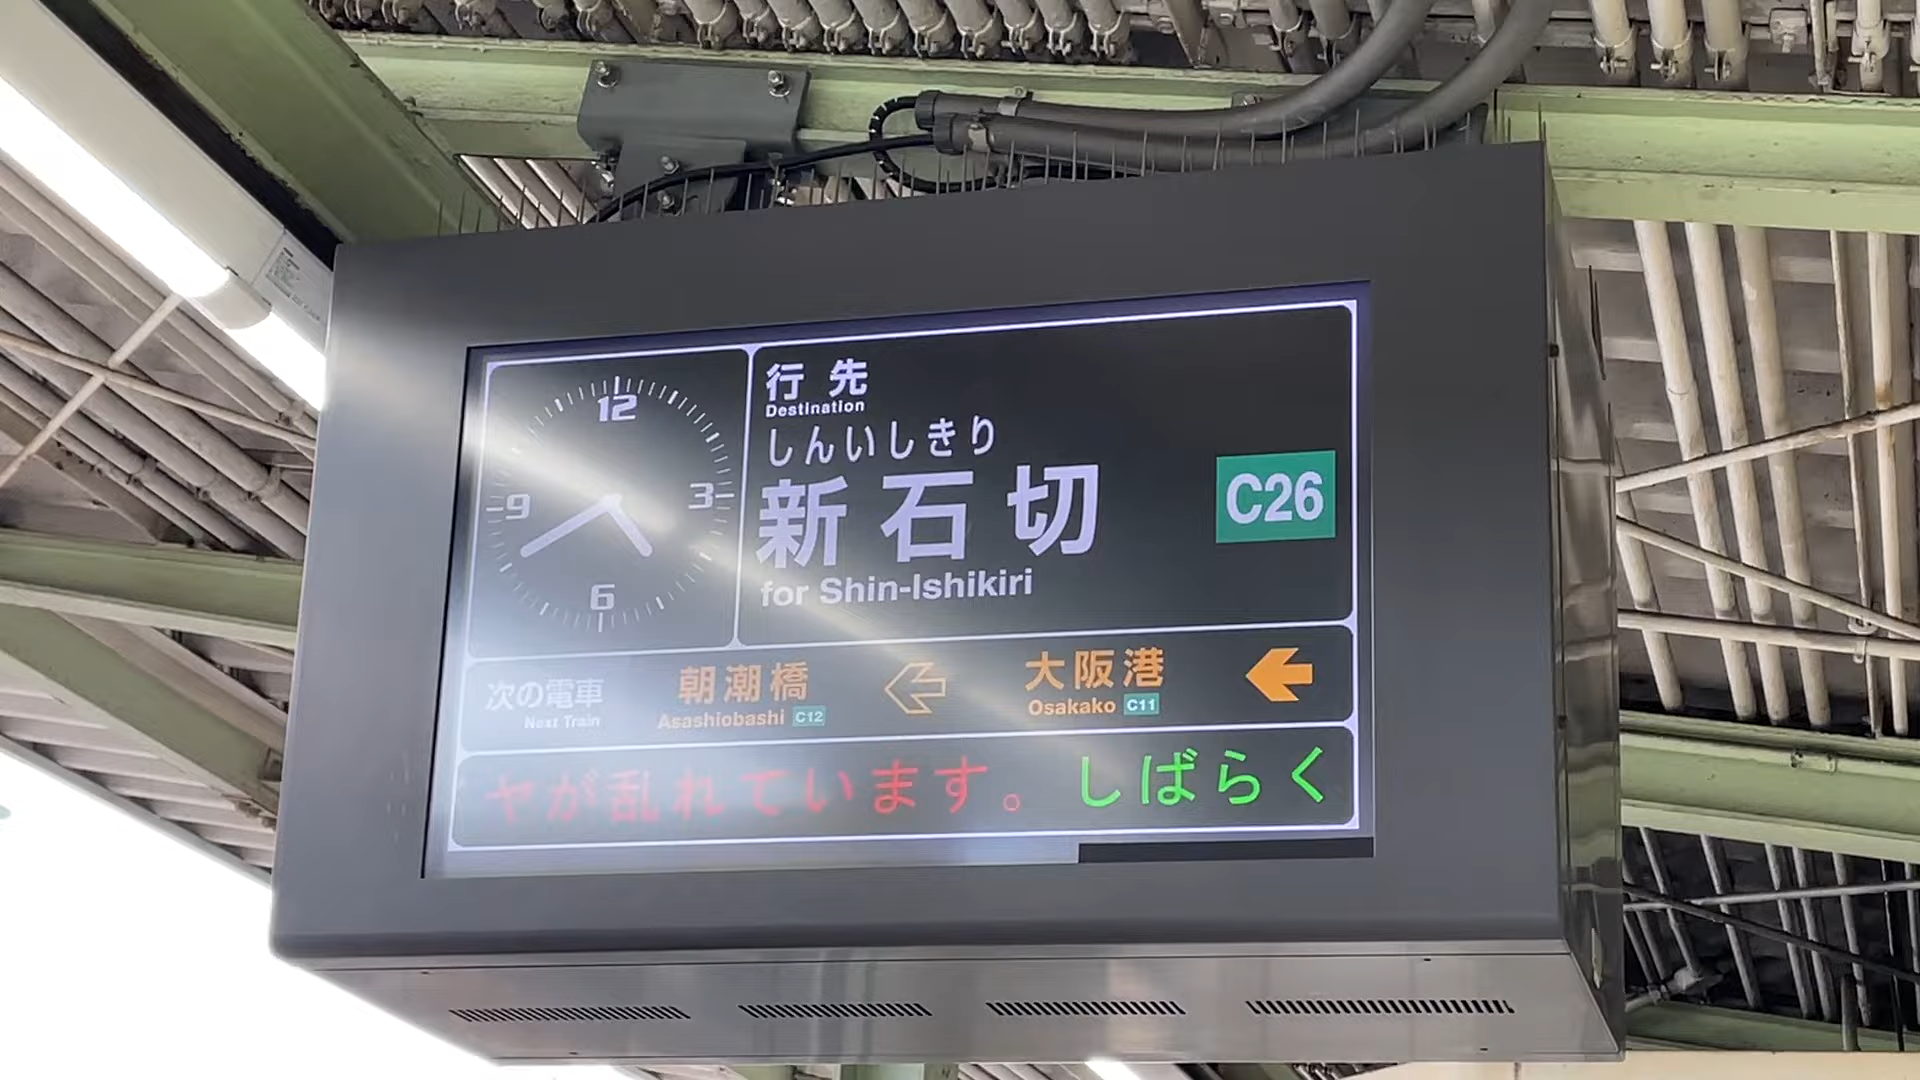 12
3
6
9
行先
Destination
しんいしきり
新石切
for Shin-Ishikiri
C26
次の電車
Next Train
朝潮橋
Asashiobashi C12
大阪港
Osakako C11
ヤが乱れています。 しばらく